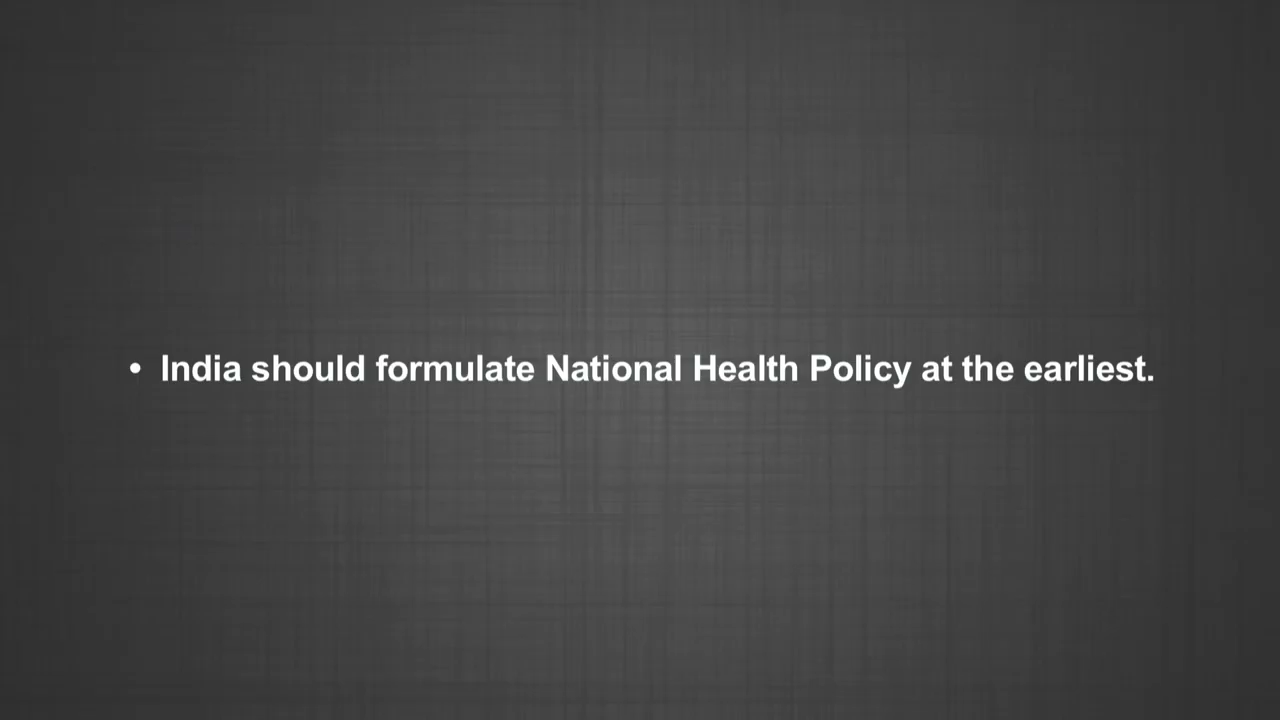 • India should formulate National Health Policy at the earliest.